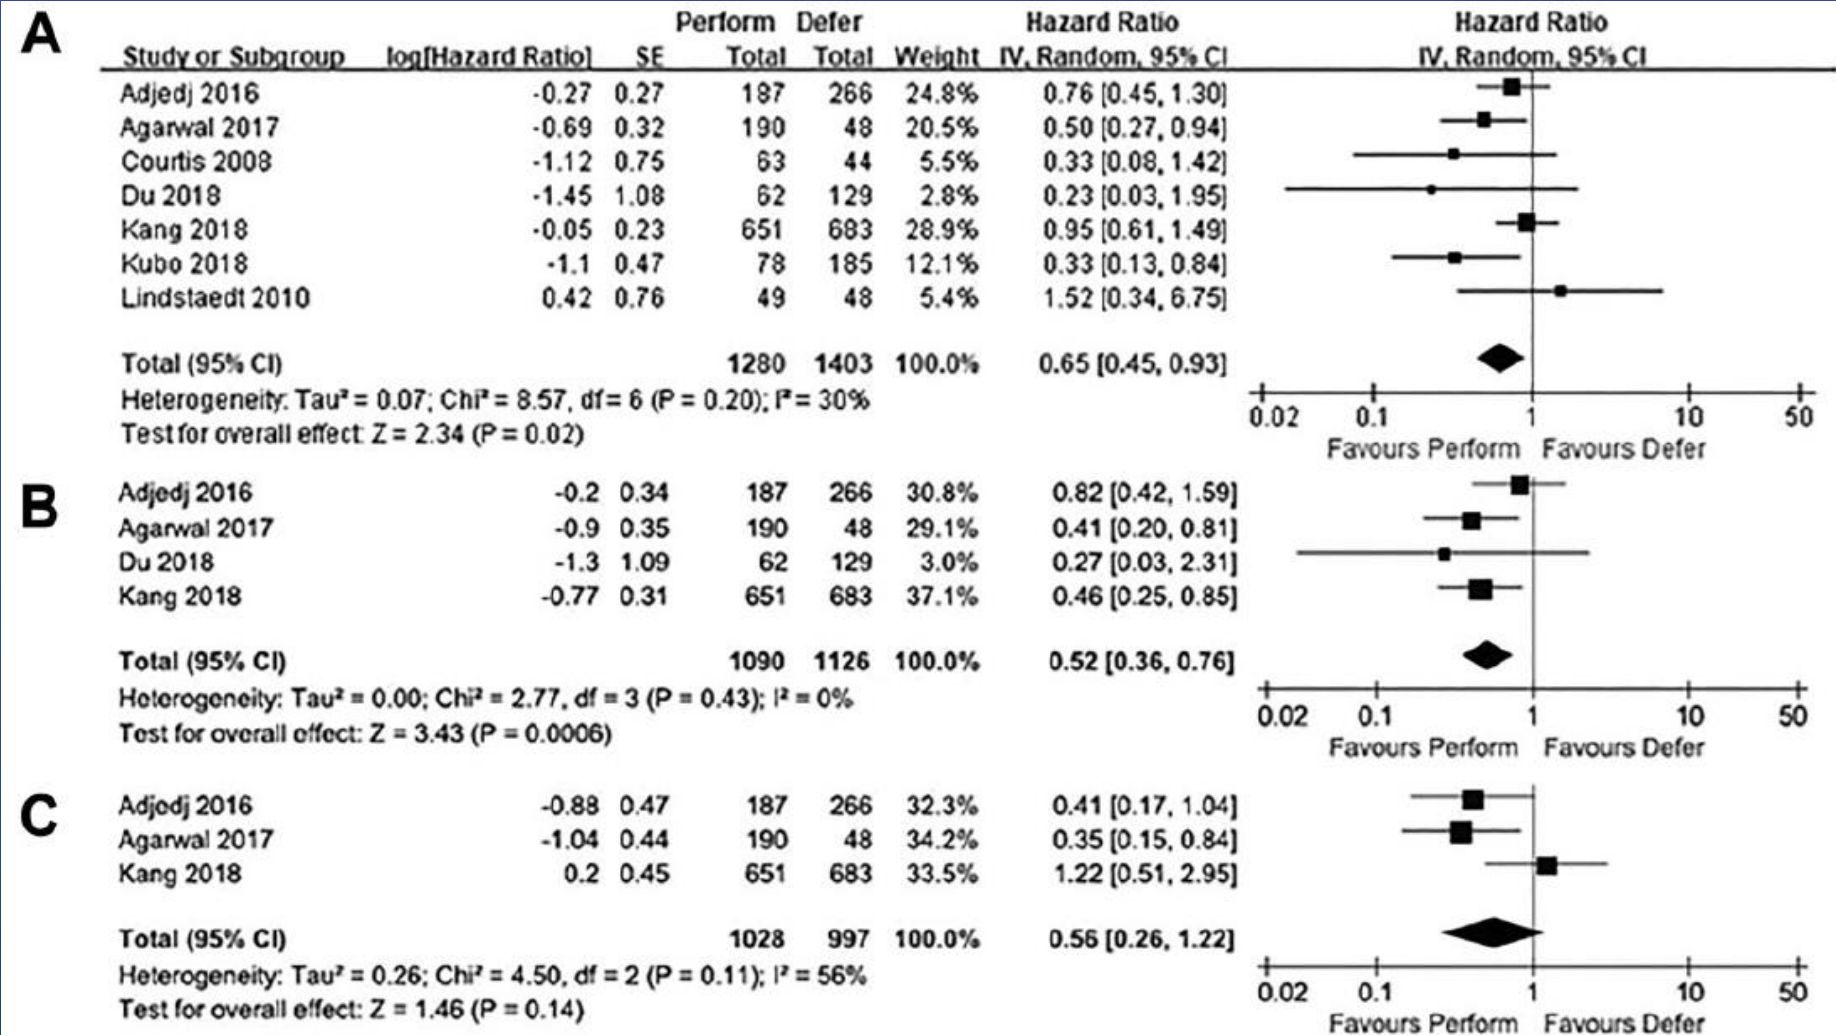 A
Perform Defer Hazard Ratio Hazard Ratio
Study or Subgroup log[Hazard Ratio] SE Total Total Weight IV, Random, 95% CI IV, Random, 95% CI
Adjedj 2016 -0.27 0.27 187 266 24.8% 0.76 [0.45, 1.30]
Agarwal 2017 -0.69 0.32 190 48 20.5% 0.50 [0.27, 0.94]
Courtis 2008 -1.12 0.75 63 44 5.5% 0.33 [0.08, 1.42]
Du 2018 -1.45 1.08 62 129 2.8% 0.23 [0.03, 1.95]
Kang 2018 -0.05 0.23 651 683 28.9% 0.95 [0.61, 1.49]
Kubo 2018 -1.1 0.47 78 185 12.1% 0.33 [0.13, 0.84]
Lindstaedt 2010 0.42 0.76 49 48 5.4% 1.52 [0.34, 6.75]
Total (95% CI) 1280 1403 100.0% 0.65 [0.45, 0.93]
Heterogeneity: Tau² = 0.07; Chi² = 8.57, df = 6 (P = 0.20); I² = 30%
Test for overall effect: Z = 2.34 (P = 0.02)
0.02 0.1 1 10 50
Favours Perform Favours Defer
B
Adjedj 2016 -0.2 0.34 187 266 30.8% 0.82 [0.42, 1.59]
Agarwal 2017 -0.9 0.35 190 48 29.1% 0.41 [0.20, 0.81]
Du 2018 -1.3 1.09 62 129 3.0% 0.27 [0.03, 2.31]
Kang 2018 -0.77 0.31 651 683 37.1% 0.46 [0.25, 0.85]
Total (95% CI) 1090 1126 100.0% 0.52 [0.36, 0.76]
Heterogeneity: Tau² = 0.00; Chi² = 2.77, df = 3 (P = 0.43); I² = 0%
Test for overall effect: Z = 3.43 (P = 0.0006)
0.02 0.1 1 10 50
Favours Perform Favours Defer
C
Adjedj 2016 -0.88 0.47 187 266 32.3% 0.41 [0.17, 1.04]
Agarwal 2017 -1.04 0.44 190 48 34.2% 0.35 [0.15, 0.84]
Kang 2018 0.2 0.45 651 683 33.5% 1.22 [0.51, 2.95]
Total (95% CI) 1028 997 100.0% 0.56 [0.26, 1.22]
Heterogeneity: Tau² = 0.26; Chi² = 4.50, df = 2 (P = 0.11); I² = 56%
Test for overall effect: Z = 1.46 (P = 0.14)
0.02 0.1 1 10 50
Favours Perform Favours Defer